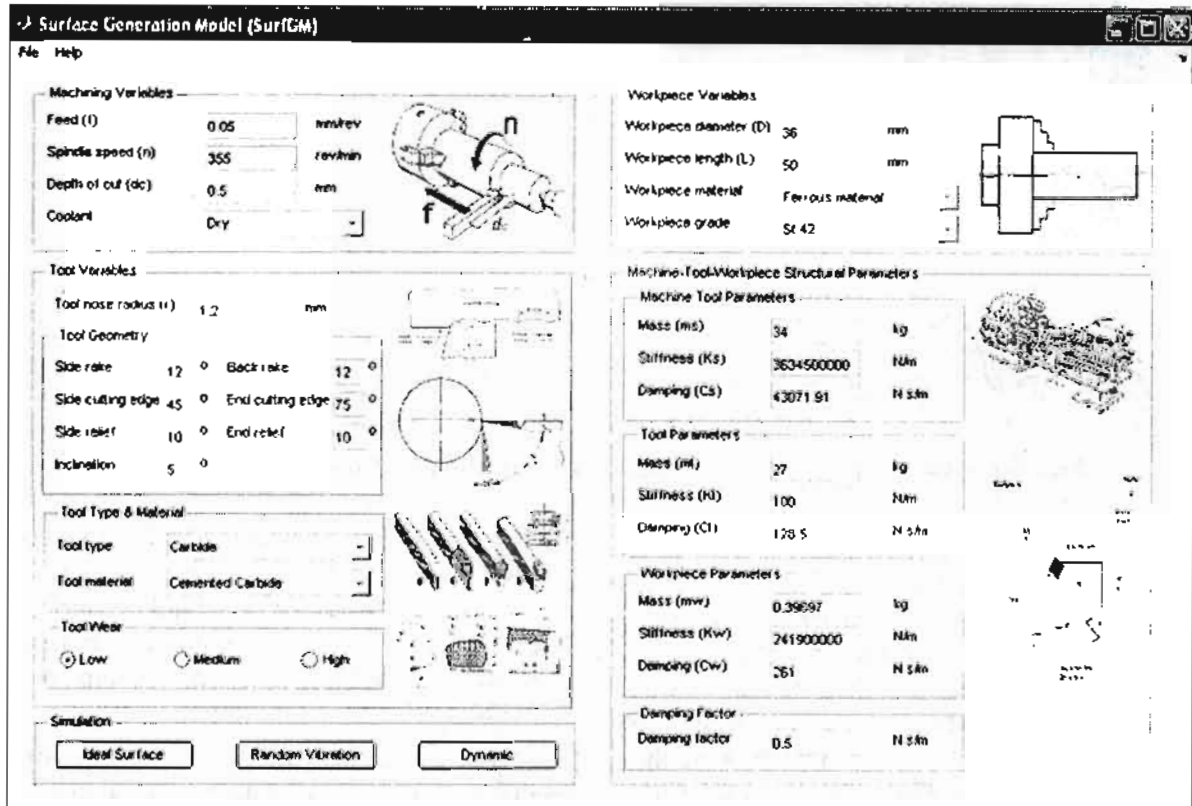 Surface Generation Model (SurfGM)
File Help
Machining Variables
Feed (f) 0.05 mm/rev
Spindle speed (n) 355 rev/min
Depth of cut (dc) 0.5 mm
Coolant Dry
n
f
dc
Tool Variables
Tool nose radius (r) 1.2 mm
Tool Geometry
Side rake 12 o Back rake 12 o
Side cutting edge 45 o End cutting edge 75 o
Side relief 10 o End relief 10 o
Inclination 5 o
Tool Type & Material
Tool type Carbide
Tool material Cemented Carbide
Tool Wear
Low Medium High
Simulation
Ideal Surface Random Vibration Dynamic
Workpiece Variables
Workpiece diameter (D) 36 mm
Workpiece length (L) 50 mm
Workpiece material Ferrous material
Workpiece grade St 42
Machine-Tool-Workpiece Structural Parameters
Machine Tool Parameters
Mass (ms) 34 kg
Stiffness (Ks) 3634500000 N/m
Damping (Cs) 43071.91 N s/m
Tool Parameters
Mass (mt) 27 kg
Stiffness (Kt) 100 N/m
Damping (Ct) 128.5 N s/m
Workpiece Parameters
Mass (mw) 0.39697 kg
Stiffness (Kw) 241900000 N/m
Damping (Cw) 261 N s/m
Damping Factor
Damping factor 0.5 N s/m